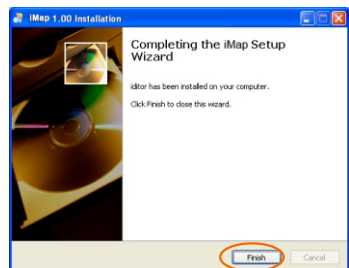 iMap 1.00 Installation
Completing the iMap Setup
Wizard
iditor has been installed on your computer.
Click Finish to close this wizard.
Finish
Cancel